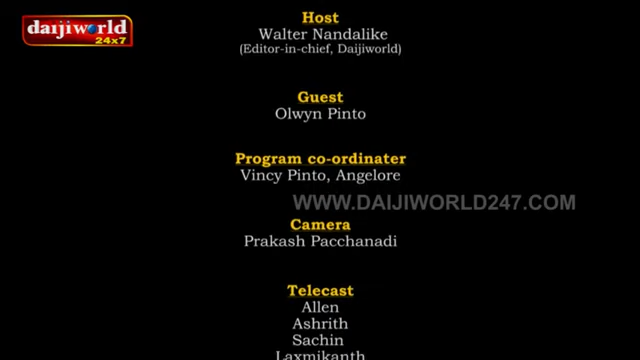 daijiworld
24x7
Host
Walter Nandalike
(Editor-in-chief, Daijiworld)
Guest
Olwyn Pinto
Program co-ordinater
Vincy Pinto, Angelore
WWW.DAIJIWORLD247.COM
Camera
Prakash Pacchanadi
Telecast
Allen
Ashrith
Sachin
Laxmikanth